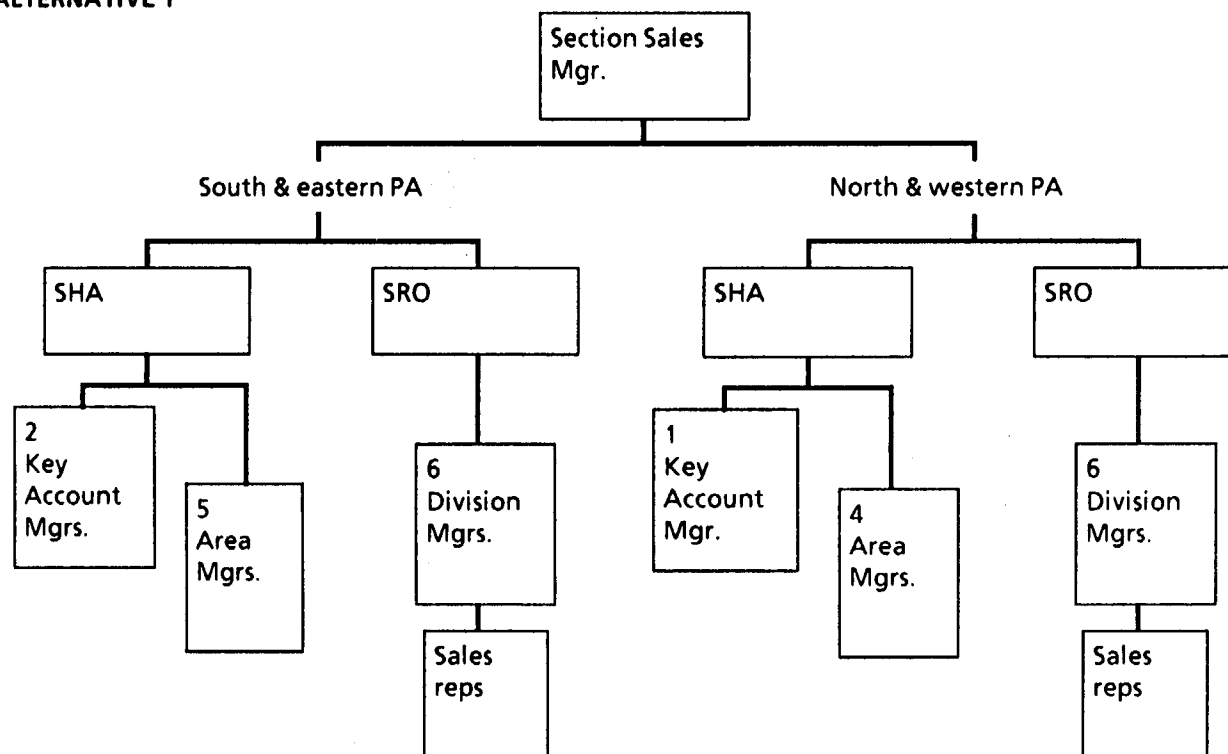 ALTERNATIVE 1
Section Sales
Mgr.
South & eastern PA
North & western PA
SHA
SRO
SHA
SRO
2
Key
Account
Mgrs.
5
Area
Mgrs.
6
Division
Mgrs.
Sales
reps
1
Key
Account
Mgr.
4
Area
Mgrs.
6
Division
Mgrs.
Sales
reps